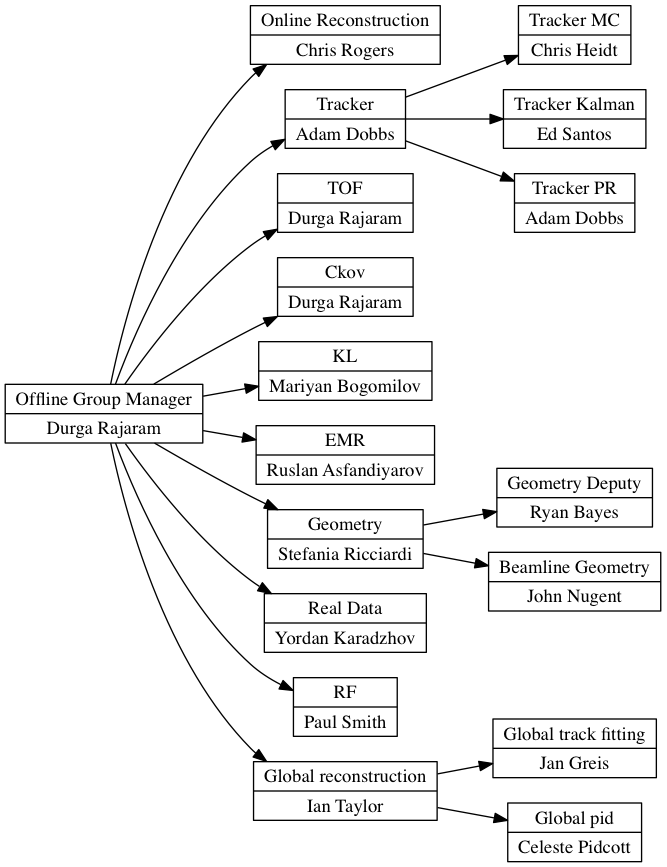 Online Reconstruction
Chris Rogers
Tracker MC
Chris Heidt
Tracker
Adam Dobbs
Tracker Kalman
Ed Santos
TOF
Durga Rajaram
Tracker PR
Adam Dobbs
Ckov
Durga Rajaram
KL
Mariyan Bogomilov
Offline Group Manager
Durga Rajaram
EMR
Ruslan Asfandiyarov
Geometry
Stefania Ricciardi
Geometry Deputy
Ryan Bayes
Beamline Geometry
John Nugent
Real Data
Yordan Karadzhov
RF
Paul Smith
Global reconstruction
Ian Taylor
Global track fitting
Jan Greis
Global pid
Celeste Pidcott